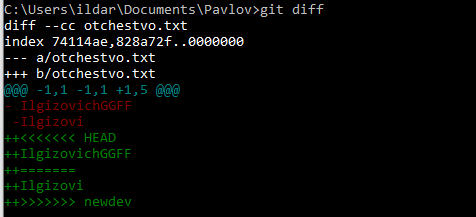 C:\Users\ildar\Documents\Pavlov>git diff
diff --cc otchestvo.txt
index 74114ae,828a72f..0000000
--- a/otchestvo.txt
+++ b/otchestvo.txt
@@@ -1,1 -1,1 +1,5 @@@
- IlgizovichGGFF
 -Ilgizovi
++<<<<<<< HEAD
++IlgizovichGGFF
++=======
++Ilgizovi
++>>>>>>> newdev